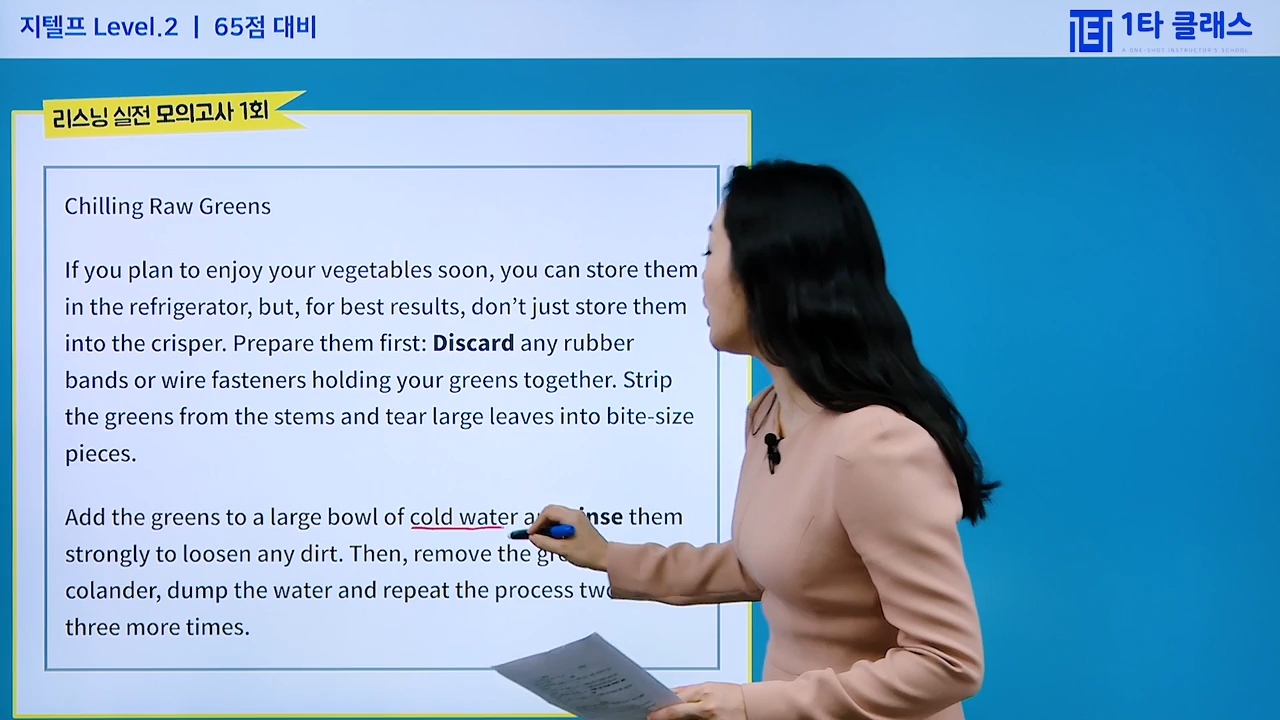 지텔프 Level.2 | 65점 대비
1타 클래스
A ONE-SHOT INSTRUCTOR'S SCHOOL
리스닝 실전 모의고사 1회
Chilling Raw Greens
If you plan to enjoy your vegetables soon, you can store them
in the refrigerator, but, for best results, don’t just store them
into the crisper. Prepare them first: Discard any rubber
bands or wire fasteners holding your greens together. Strip
the greens from the stems and tear large leaves into bite-size
pieces.
Add the greens to a large bowl of cold water them
strongly to loosen any dirt. Then, remove the
colander, dump the water and repeat the process
three more times.